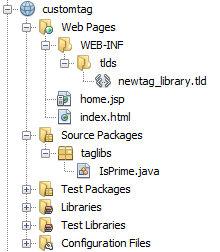 customtag
Web Pages
WEB-INF
tlds
newtag_library.tld
home.jsp
index.html
Source Packages
taglibs
IsPrime.java
Test Packages
Libraries
Test Libraries
Configuration Files